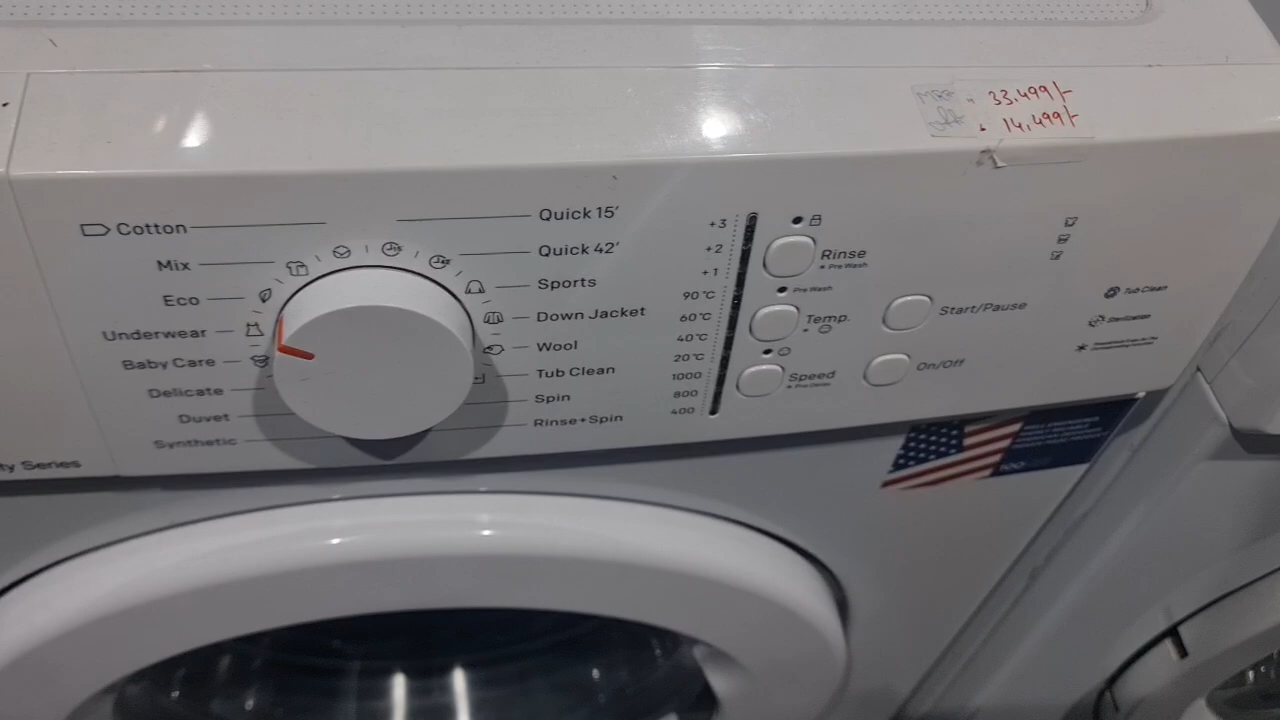 33,499/-
14,499/-
Cotton
Mix
Eco
Underwear
Baby Care
Delicate
Duvet
Synthetic
Quick 15'
Quick 42'
Sports
Down Jacket
Wool
Tub Clean
Spin
Rinse+Spin
+3
+2
+1
90°C
60°C
40°C
20°C
1000
800
400
Rinse
Pre Wash
Pre Wash
Temp.
Speed
Start/Pause
On/Off
Tub Clean
Sterilization
ty Series
100